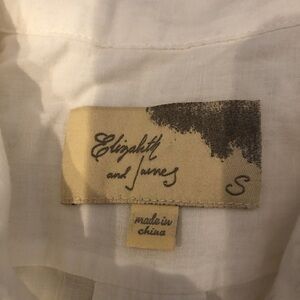 Elizabeth
and James
S
made in
china